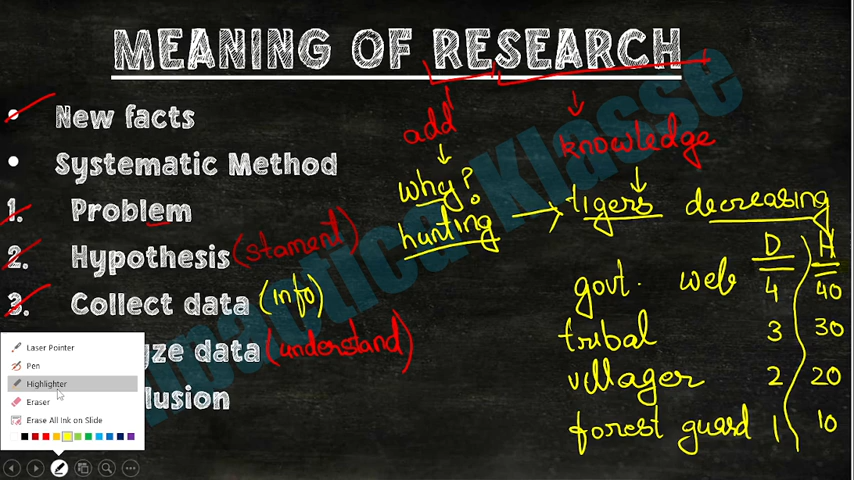 MEANING OF RESEARCH
New facts
Systematic Method
1. Problem
2. Hypothesis (stament)
3. Collect data (info)
yze data (understand)
lusion
add
knowledge
why?
hunting → tigers decreasing
D H
govt. web 4 40
tribal 3 30
villager 2 20
forest guard 1 10
Laser Pointer
Pen
Highlighter
Eraser
Erase All Ink on Slide